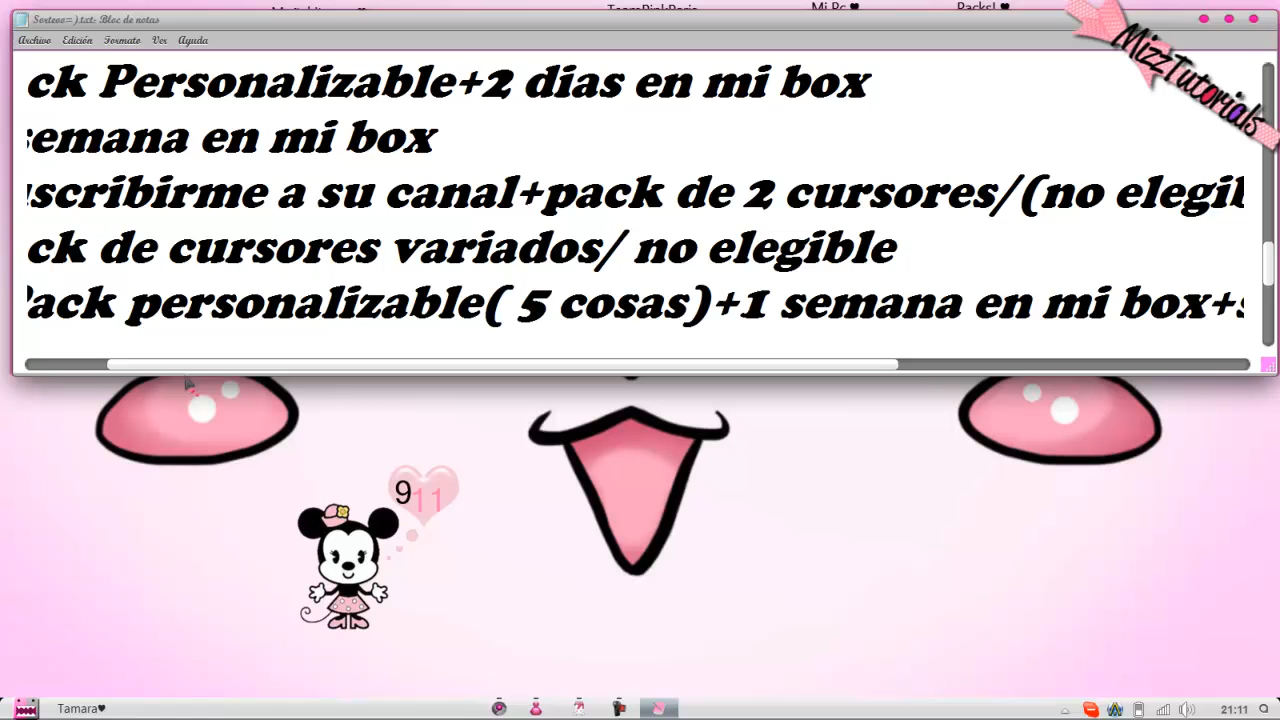 Mi Pc ♥
Packs! ♥
Sorteo=).txt: Bloc de notas
Archivo Edición Formato Ver Ayuda
MizzTutorials
ck Personalizable+2 dias en mi box
semana en mi box
uscribirme a su canal+pack de 2 cursores/(no elegib
ck de cursores variados/ no elegible
Pack personalizable( 5 cosas)+1 semana en mi box+s
9 11
Tamara♥
21:11